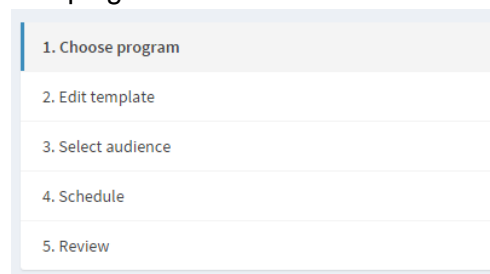 1. Choose program
2. Edit template
3. Select audience
4. Schedule
5. Review